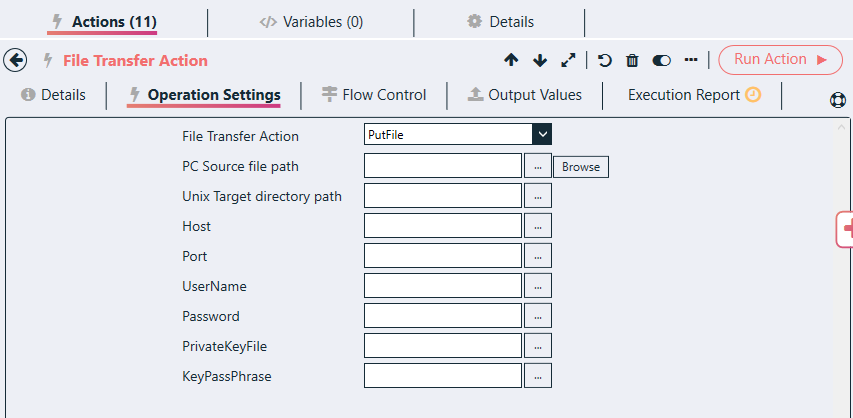 Actions (11) </> Variables (0) Details
File Transfer Action Run Action
Details Operation Settings Flow Control Output Values Execution Report
File Transfer Action PutFile
PC Source file path ... Browse
Unix Target directory path ...
Host ...
Port ...
UserName ...
Password ...
PrivateKeyFile ...
KeyPassPhrase ...